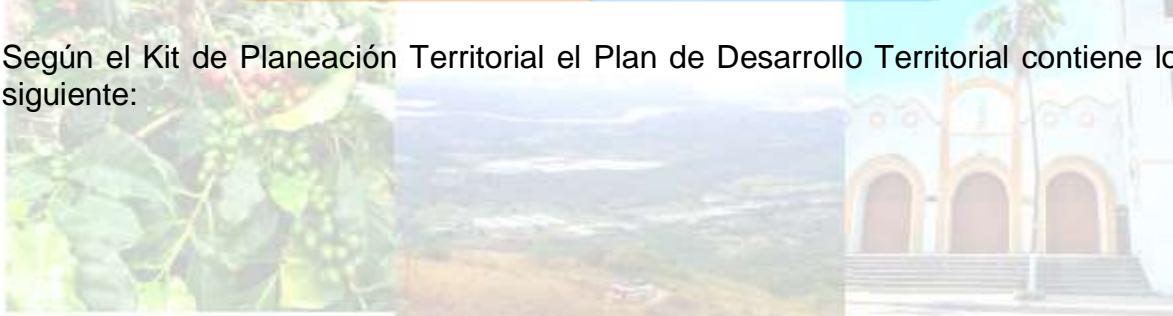 Según el Kit de Planeación Territorial el Plan de Desarrollo Territorial contiene lo
siguiente: